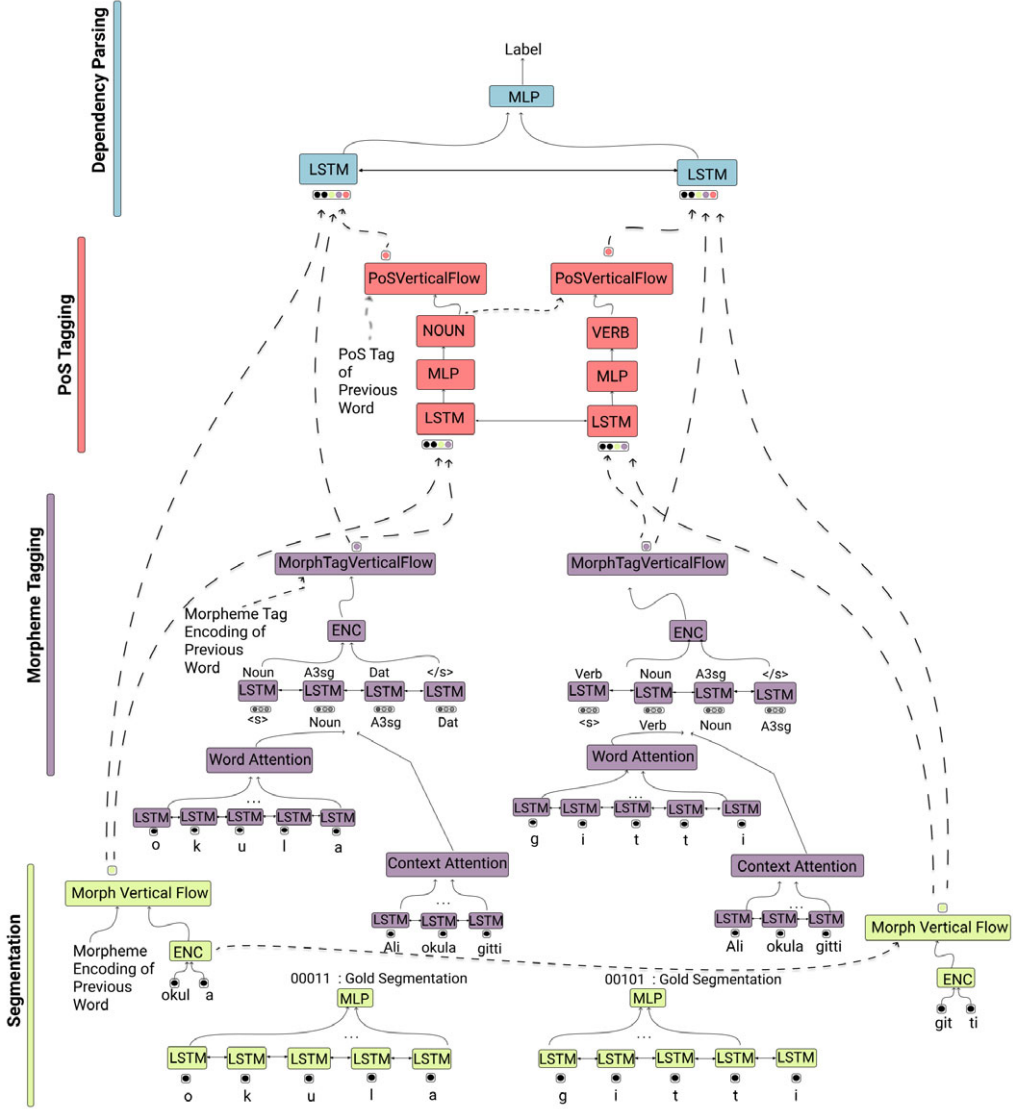 Dependency Parsing
Label
MLP
LSTM LSTM
PoS Tagging
PoSVerticalFlow PoSVerticalFlow
NOUN VERB
PoS Tag
of
Previous
Word
MLP MLP
LSTM LSTM
Morpheme Tagging
MorphTagVerticalFlow MorphTagVerticalFlow
Morpheme Tag
Encoding of
Previous
Word
ENC ENC
Noun A3sg Dat </s> Verb Noun A3sg </s>
LSTM LSTM LSTM LSTM LSTM LSTM LSTM LSTM
<s> Noun A3sg Dat <s> Verb Noun A3sg
Word Attention Word Attention
... ...
LSTM LSTM LSTM LSTM LSTM LSTM LSTM LSTM LSTM LSTM
o k u l a g i t t i
Context Attention Context Attention
... ...
LSTM LSTM LSTM LSTM LSTM LSTM
Ali okula gitti Ali okula gitti
Segmentation
Morph Vertical Flow Morph Vertical Flow
Morpheme
Encoding of
Previous
Word
ENC ENC
okul a git ti
00011 : Gold Segmentation 00101 : Gold Segmentation
MLP MLP
... ...
LSTM LSTM LSTM LSTM LSTM LSTM LSTM LSTM LSTM LSTM
o k u l a g i t t i